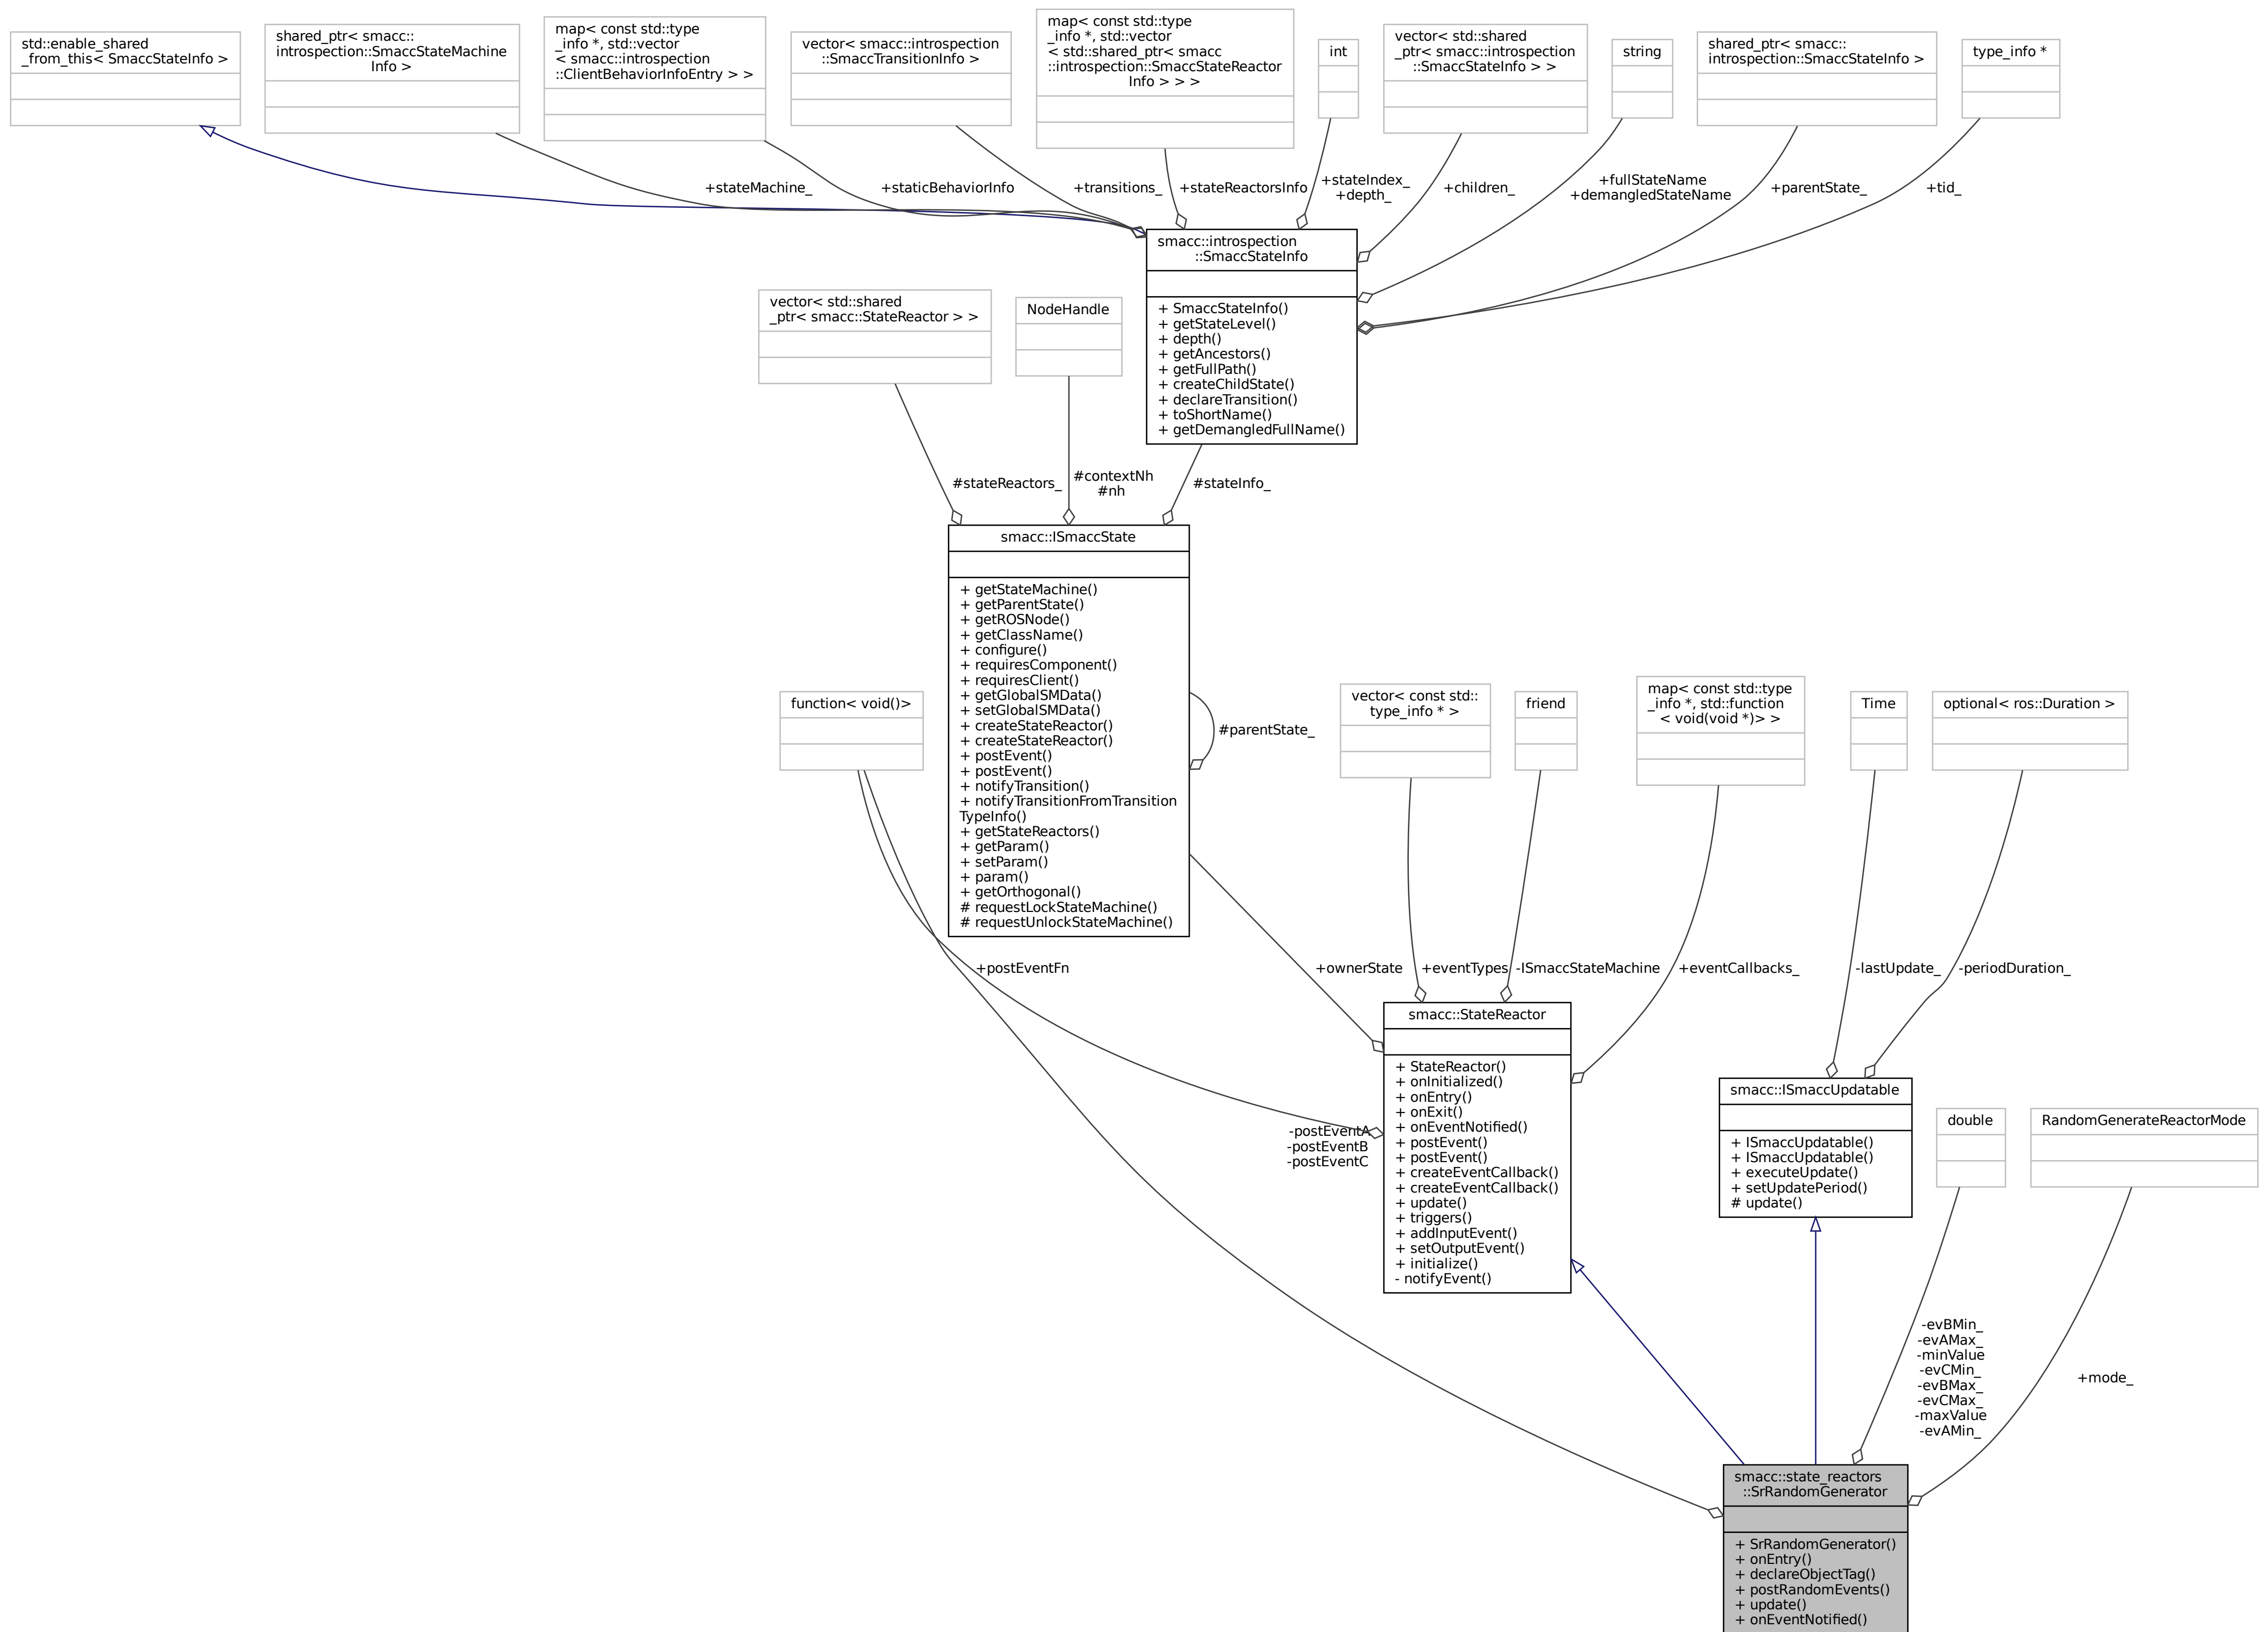 std::enable_shared
_from_this< SmaccStateInfo >
shared_ptr< smacc::
introspection::SmaccStateMachine
Info >
map< const std::type
_info *, std::vector
< smacc::introspection
::ClientBehaviorInfoEntry > >
vector< smacc::introspection
::SmaccTransitionInfo >
map< const std::type
_info *, std::vector
< std::shared_ptr< smacc
::introspection::SmaccStateReactor
Info > > >
int
vector< std::shared
_ptr< smacc::introspection
::SmaccStateInfo > >
string
shared_ptr< smacc::
introspection::SmaccStateInfo >
type_info *
+stateMachine_
+staticBehaviorInfo
+transitions_
+stateReactorsInfo
+stateIndex_
+depth_
+children_
+fullStateName
+demangledStateName
+parentState_
+tid_
smacc::introspection
::SmaccStateInfo
+ SmaccStateInfo()
+ getStateLevel()
+ depth()
+ getAncestors()
+ getFullPath()
+ createChildState()
+ declareTransition()
+ toShortName()
+ getDemangledFullName()
vector< std::shared
_ptr< smacc::StateReactor > >
NodeHandle
#stateReactors_
#contextNh
#nh
#stateInfo_
smacc::ISmaccState
+ getStateMachine()
+ getParentState()
+ getROSNode()
+ getClassName()
+ configure()
+ requiresComponent()
+ requiresClient()
+ getGlobalSMData()
+ setGlobalSMData()
+ createStateReactor()
+ createStateReactor()
+ postEvent()
+ postEvent()
+ notifyTransition()
+ notifyTransitionFromTransition
TypeInfo()
+ getStateReactors()
+ getParam()
+ setParam()
+ param()
+ getOrthogonal()
# requestLockStateMachine()
# requestUnlockStateMachine()
#parentState_
function< void()>
vector< const std::
type_info * >
friend
map< const std::type
_info *, std::function
< void(void *)> >
Time
optional< ros::Duration >
+postEventFn
+ownerState
+eventTypes
-ISmaccStateMachine
+eventCallbacks_
-lastUpdate_
-periodDuration_
smacc::StateReactor
+ StateReactor()
+ onInitialized()
+ onEntry()
+ onExit()
+ onEventNotified()
+ postEvent()
+ postEvent()
+ createEventCallback()
+ createEventCallback()
+ update()
+ triggers()
+ addInputEvent()
+ setOutputEvent()
+ initialize()
- notifyEvent()
-postEventA
-postEventB
-postEventC
smacc::ISmaccUpdatable
+ ISmaccUpdatable()
+ ISmaccUpdatable()
+ executeUpdate()
+ setUpdatePeriod()
# update()
double
RandomGenerateReactorMode
-evBMin_
-evAMax_
-minValue
-evCMin_
-evBMax_
-evCMax_
-maxValue
-evAMin_
+mode_
smacc::state_reactors
::SrRandomGenerator
+ SrRandomGenerator()
+ onEntry()
+ declareObjectTag()
+ postRandomEvents()
+ update()
+ onEventNotified()